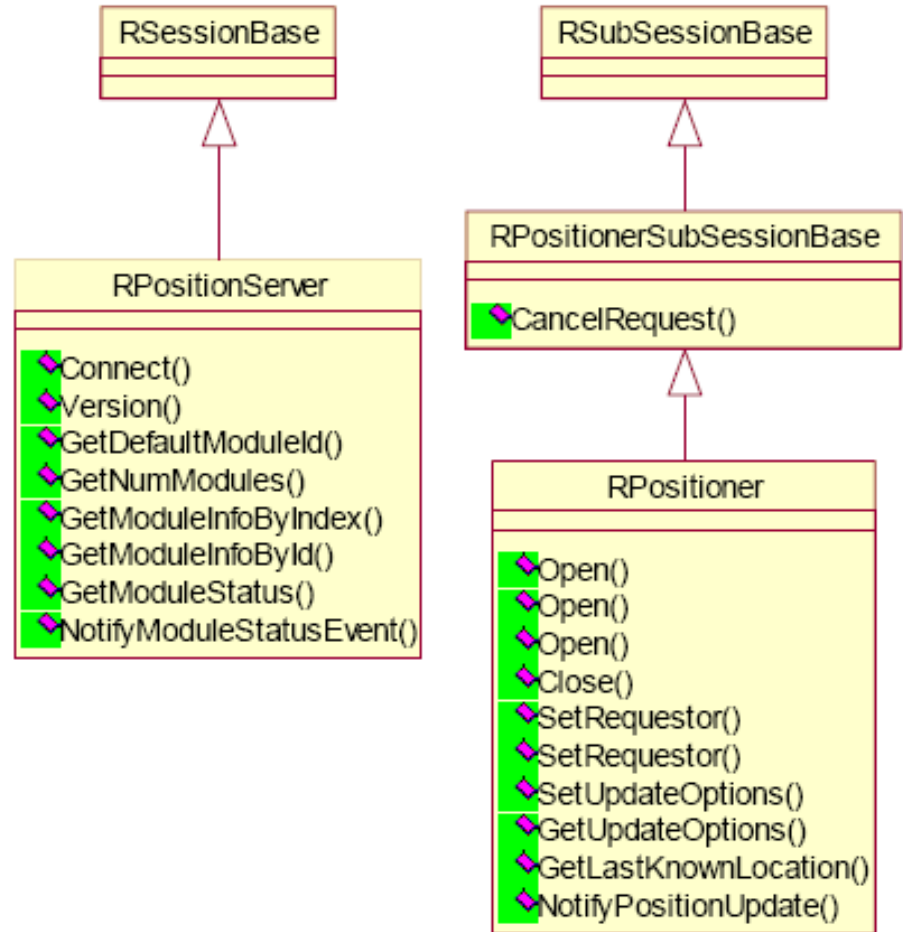 RSessionBase
RPositionServer
Connect()
Version()
GetDefaultModuleId()
GetNumModules()
GetModuleInfoByIndex()
GetModuleInfoById()
GetModuleStatus()
NotifyModuleStatusEvent()
RSubSessionBase
RPositionerSubSessionBase
CancelRequest()
RPositioner
Open()
Open()
Open()
Close()
SetRequestor()
SetRequestor()
SetUpdateOptions()
GetUpdateOptions()
GetLastKnownLocation()
NotifyPositionUpdate()